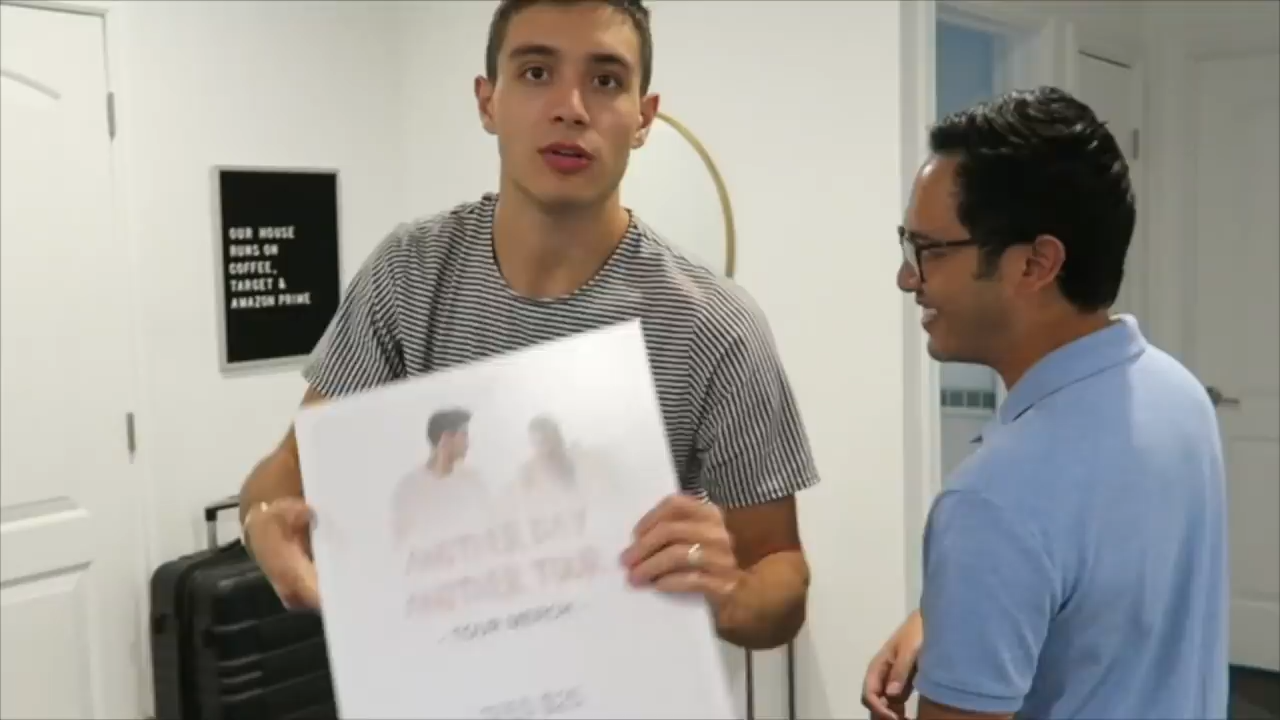 OUR HOUSE
RUNS ON
COFFEE,
TARGET &
AMAZON PRIME
ANOTHER DAY
ANOTHER TOUR
- TOUR MERCH -